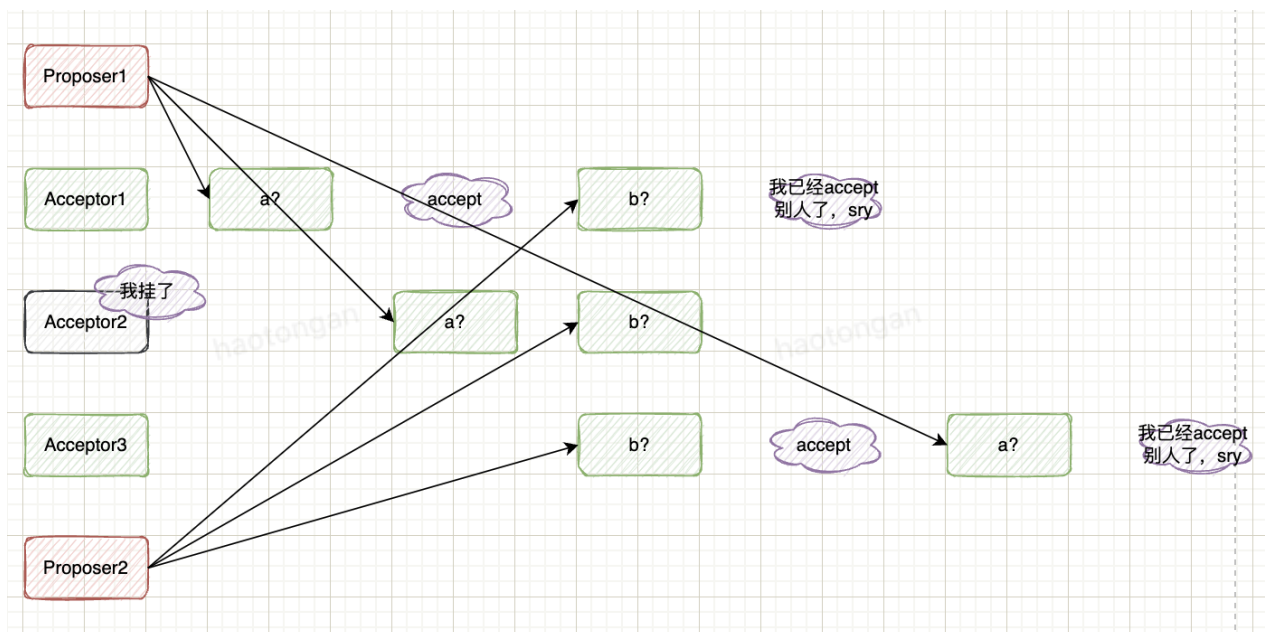 Proposer1
Acceptor1
a?
accept
b?
我已经accept
别人了，sry
我挂了
Acceptor2
a?
b?
haotongan
haotongan
Acceptor3
b?
accept
a?
我已经accept
别人了，sry
Proposer2